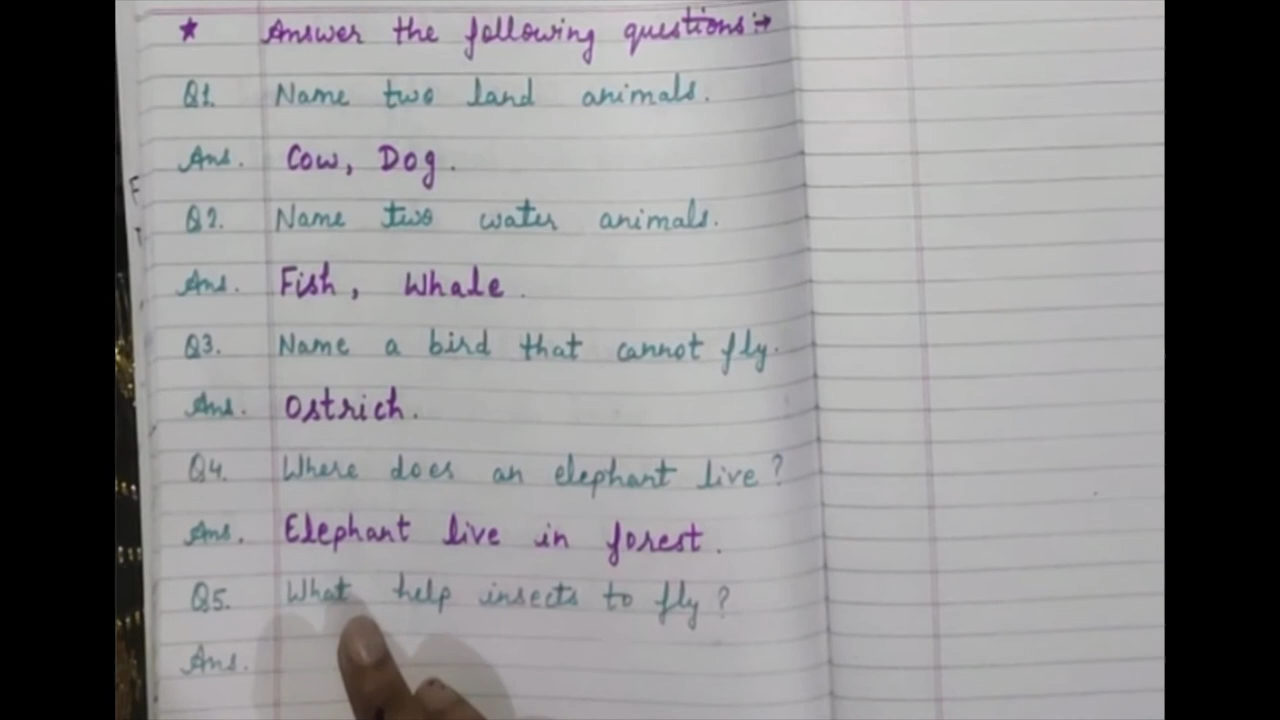 ★ Answer the following questions :→
Q1. Name two land animals.
Ans. Cow, Dog.
Q2. Name two water animals.
Ans. Fish, Whale.
Q3. Name a bird that cannot fly.
Ans. Ostrich.
Q4. Where does an elephant live?
Ans. Elephant live in forest.
Q5. What help insects to fly?
Ans.